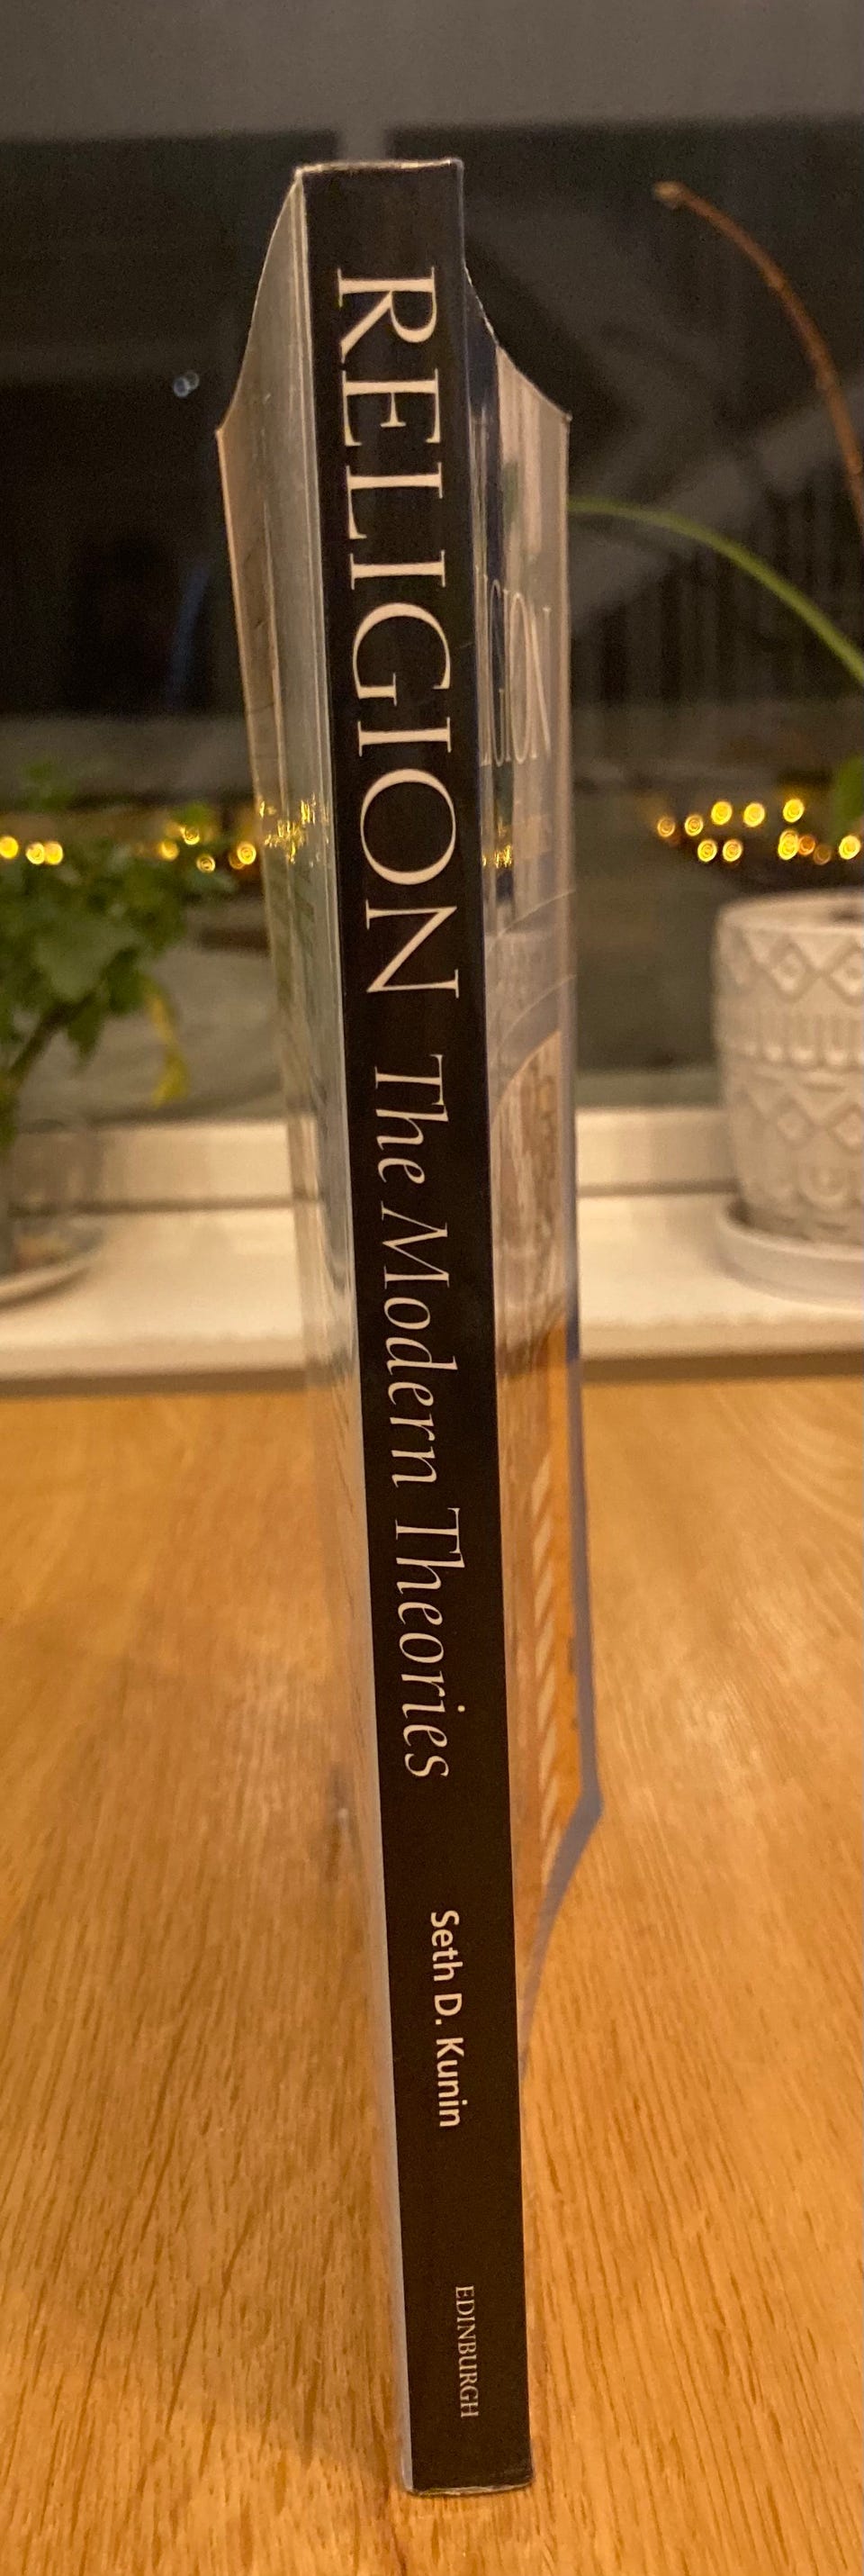 RELIGION The Modern Theories
Seth D. Kunin
EDINBURGH